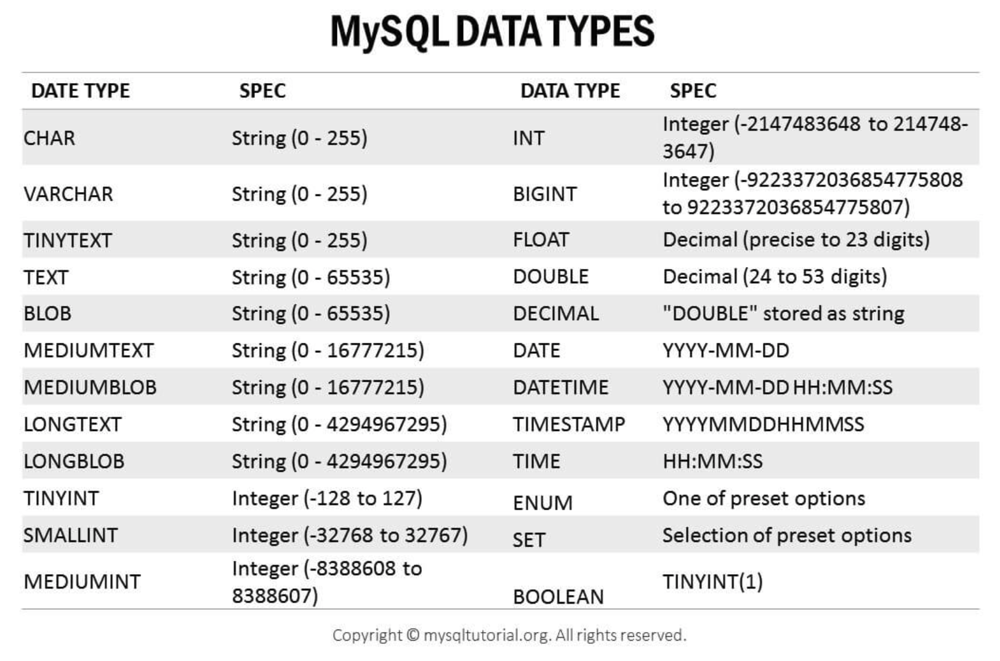 MySQL DATA TYPES
DATE TYPE SPEC DATA TYPE SPEC
CHAR String (0 - 255) INT Integer (-2147483648 to 214748-
3647)
VARCHAR String (0 - 255) BIGINT Integer (-9223372036854775808
to 9223372036854775807)
TINYTEXT String (0 - 255) FLOAT Decimal (precise to 23 digits)
TEXT String (0 - 65535) DOUBLE Decimal (24 to 53 digits)
BLOB String (0 - 65535) DECIMAL "DOUBLE" stored as string
MEDIUMTEXT String (0 - 16777215) DATE YYYY-MM-DD
MEDIUMBLOB String (0 - 16777215) DATETIME YYYY-MM-DD HH:MM:SS
LONGTEXT String (0 - 4294967295) TIMESTAMP YYYYMMDDHHMMSS
LONGBLOB String (0 - 4294967295) TIME HH:MM:SS
TINYINT Integer (-128 to 127) ENUM One of preset options
SMALLINT Integer (-32768 to 32767) SET Selection of preset options
MEDIUMINT Integer (-8388608 to
8388607) BOOLEAN TINYINT(1)
Copyright © mysqltutorial.org. All rights reserved.